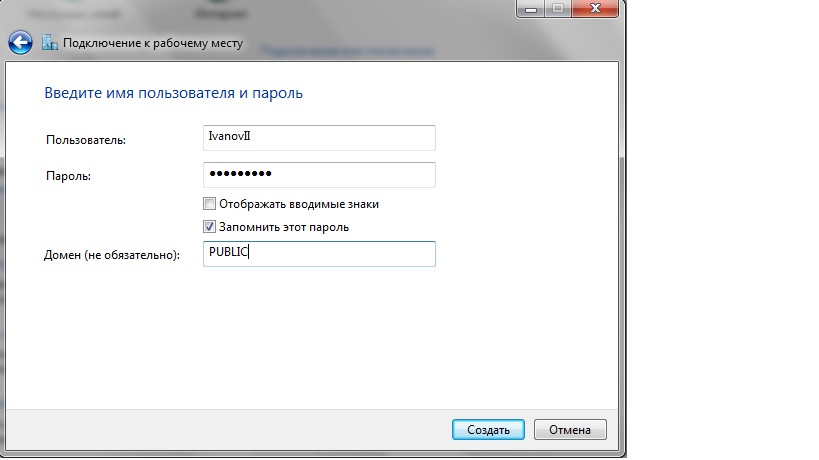 Интернет
Подключение к рабочему месту
Введите имя пользователя и пароль
Пользователь:
IvanovII
Пароль:
●●●●●●●●●
Отображать вводимые знаки
Запомнить этот пароль
Домен (не обязательно):
PUBLIC
Создать
Отмена